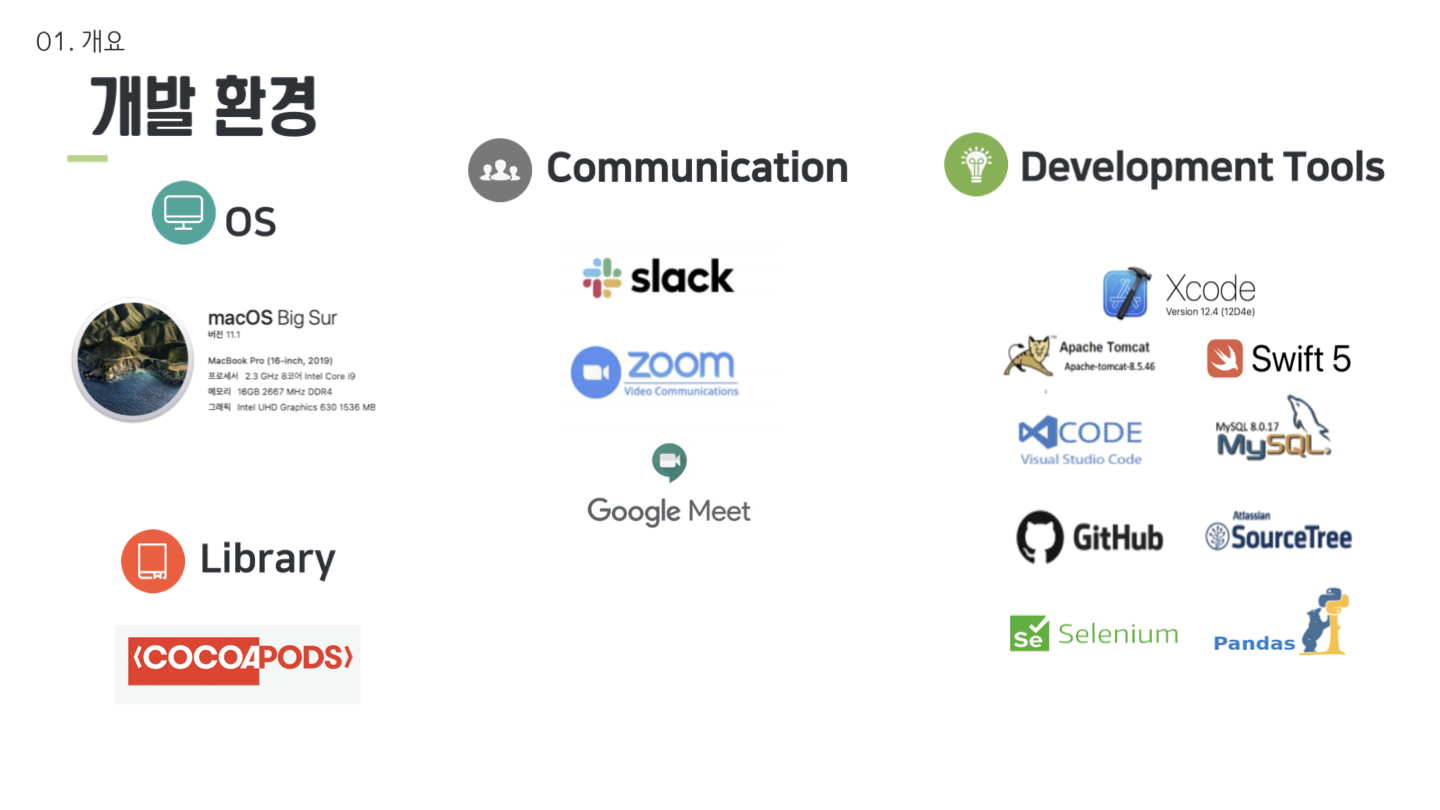 01. 개요
개발 환경
OS
macOS Big Sur
버전 11.1
MacBook Pro (16-inch, 2019)
프로세서 2.3 GHz 8코어 Intel Core i9
메모리 16GB 2667 MHz DDR4
그래픽 Intel UHD Graphics 630 1536 MB
Library
COCOAPODS
Communication
slack
zoom
Video Communications
Google Meet
Development Tools
Xcode
Version 12.4 (12D4e)
Apache Tomcat
Apache-tomcat-8.5.46
Swift 5
CODE
Visual Studio Code
MySQL 8.0.17
MySQL
GitHub
Atlassian
SourceTree
Se Selenium
Pandas